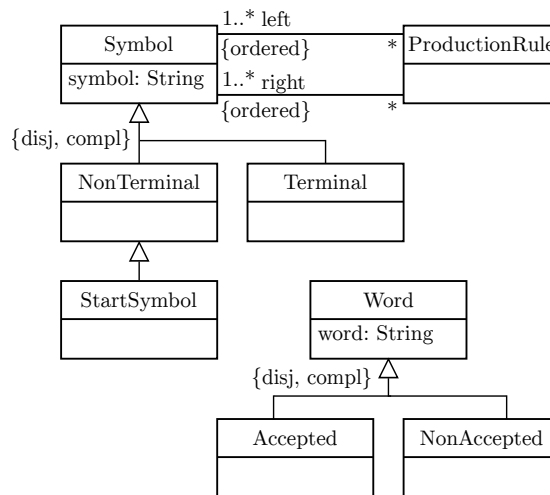 1..* left
Symbol
{ordered}
*
ProductionRule
symbol: String
1..* right
{ordered}
*
{disj, compl}
NonTerminal
Terminal
StartSymbol
Word
word: String
{disj, compl}
Accepted
NonAccepted